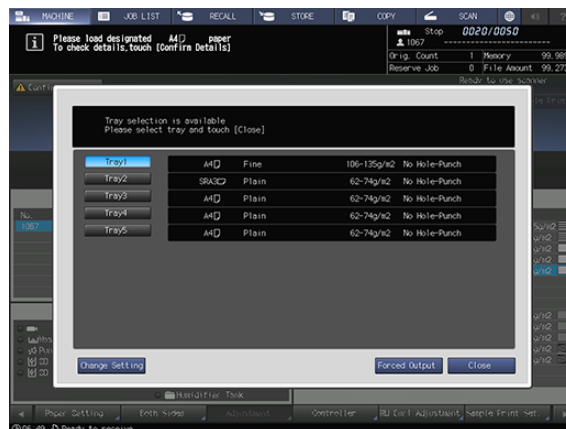 MACHINE JOB LIST RECALL STORE COPY SCAN
Please load designated A4 paper
To check details,touch [Confirm Details]
Stop 0020/0050
1067
Orig. Count 1 Memory 99.98%
Reserve Job 0 File Amount 99.27%
Ready to use scanner
Tray selection is available
Please select tray and touch [Close]
Tray1 A4 Fine 106-135g/m2 No Hole-Punch
Tray2 SRA3 Plain 62-74g/m2 No Hole-Punch
Tray3 A4 Plain 62-74g/m2 No Hole-Punch
Tray4 A4 Plain 62-74g/m2 No Hole-Punch
Tray5 A4 Plain 62-74g/m2 No Hole-Punch
No.
1067
Change Setting Forced Output Close
Humidifier Tank
Paper Setting Both Sides Adjustment Controller RU Curl Adjustment Sample Print Set.
06:49 Ready to receive